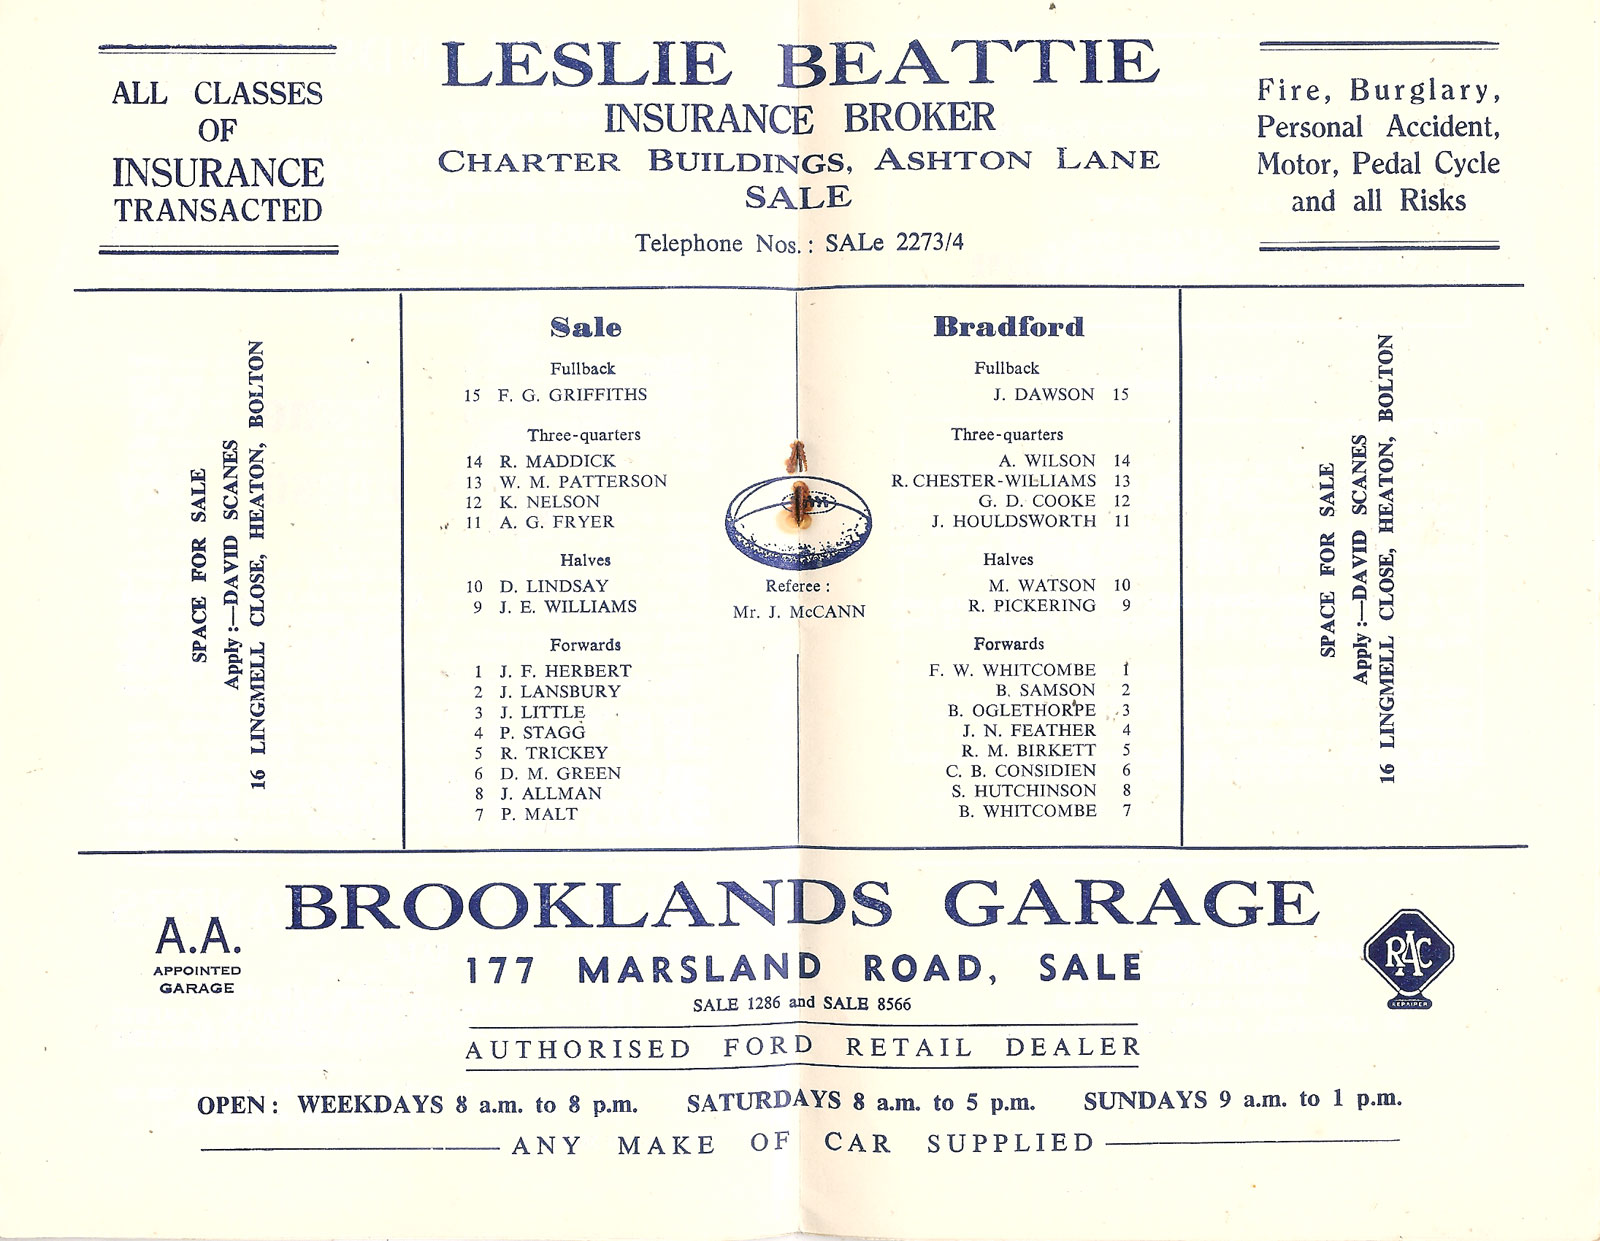 ALL CLASSES
OF
INSURANCE
TRANSACTED
LESLIE BEATTIE
INSURANCE BROKER
CHARTER BUILDINGS, ASHTON LANE
SALE
Telephone Nos.: SALe 2273/4
Fire, Burglary,
Personal Accident,
Motor, Pedal Cycle
and all Risks
SPACE FOR SALE
Apply :—DAVID SCANES
16 LINGMELL CLOSE, HEATON, BOLTON
Sale
Fullback
15 F. G. GRIFFITHS
Three-quarters
14 R. MADDICK
13 W. M. PATTERSON
12 K. NELSON
11 A. G. FRYER
Halves
10 D. LINDSAY
9 J. E. WILLIAMS
Forwards
1 J. F. HERBERT
2 J. LANSBURY
3 J. LITTLE
4 P. STAGG
5 R. TRICKEY
6 D. M. GREEN
8 J. ALLMAN
7 P. MALT
Referee :
Mr. J. McCANN
Bradford
Fullback
J. DAWSON 15
Three-quarters
A. WILSON 14
R. CHESTER-WILLIAMS 13
G. D. COOKE 12
J. HOULDSWORTH 11
Halves
M. WATSON 10
R. PICKERING 9
Forwards
F. W. WHITCOMBE 1
B. SAMSON 2
B. OGLETHORPE 3
J. N. FEATHER 4
R. M. BIRKETT 5
C. B. CONSIDIEN 6
S. HUTCHINSON 8
B. WHITCOMBE 7
SPACE FOR SALE
Apply :—DAVID SCANES
16 LINGMELL CLOSE, HEATON, BOLTON
A.A.
APPOINTED
GARAGE
BROOKLANDS GARAGE
177 MARSLAND ROAD, SALE
SALE 1286 and SALE 8566
RAC
REPAIRER
AUTHORISED FORD RETAIL DEALER
OPEN : WEEKDAYS 8 a.m. to 8 p.m. SATURDAYS 8 a.m. to 5 p.m. SUNDAYS 9 a.m. to 1 p.m.
ANY MAKE OF CAR SUPPLIED